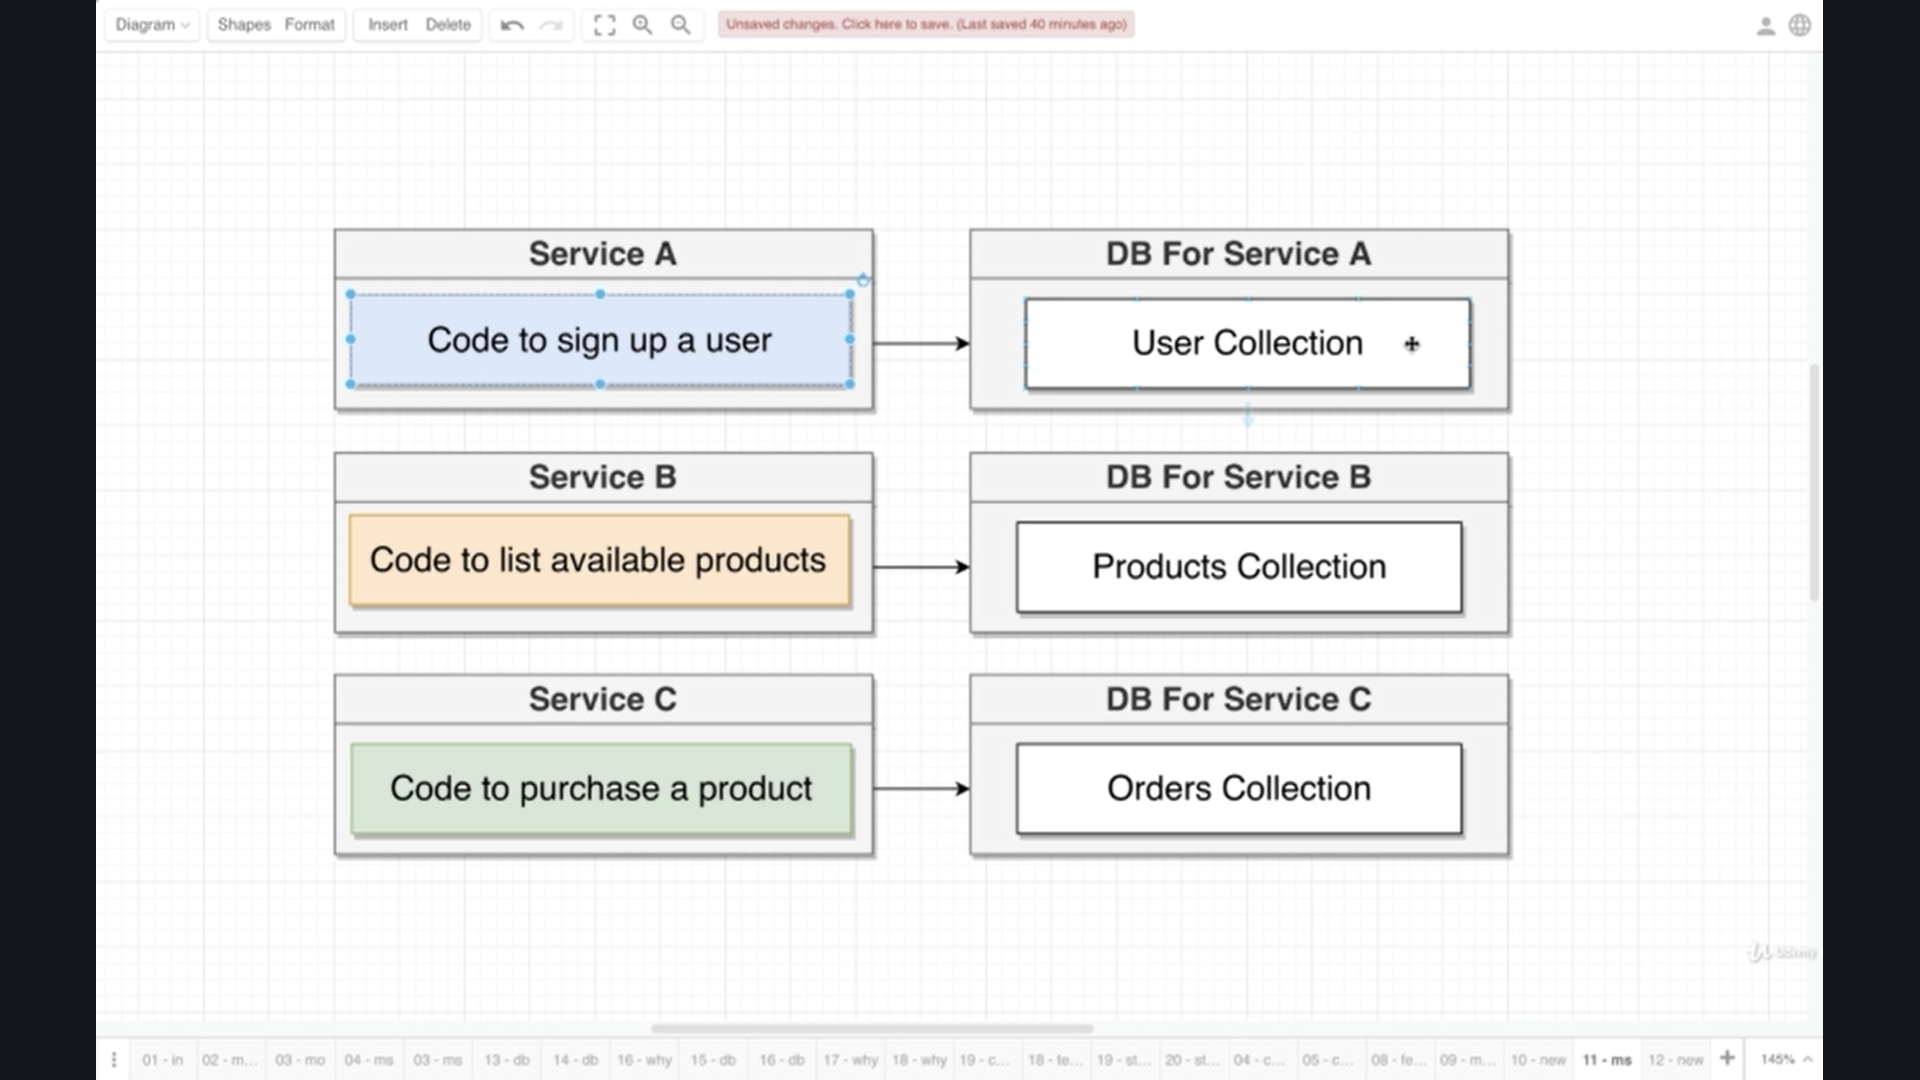 Diagram
Shapes Format
Insert Delete
Unsaved changes. Click here to save. (Last saved 40 minutes ago)
Service A
DB For Service A
Code to sign up a user
User Collection
Service B
DB For Service B
Code to list available products
Products Collection
Service C
DB For Service C
Code to purchase a product
Orders Collection
Udemy
01 - in 02 - m... 03 - mo 04 - ms 03 - ms 13 - db 14 - db 16 - why 15 - db 16 - db 17 - why 18 - why 19 - c... 18 - te... 19 - st... 20 - st... 04 - c... 05 - c... 08 - fe... 09 - m... 10 - new 11 - ms 12 - new 145%